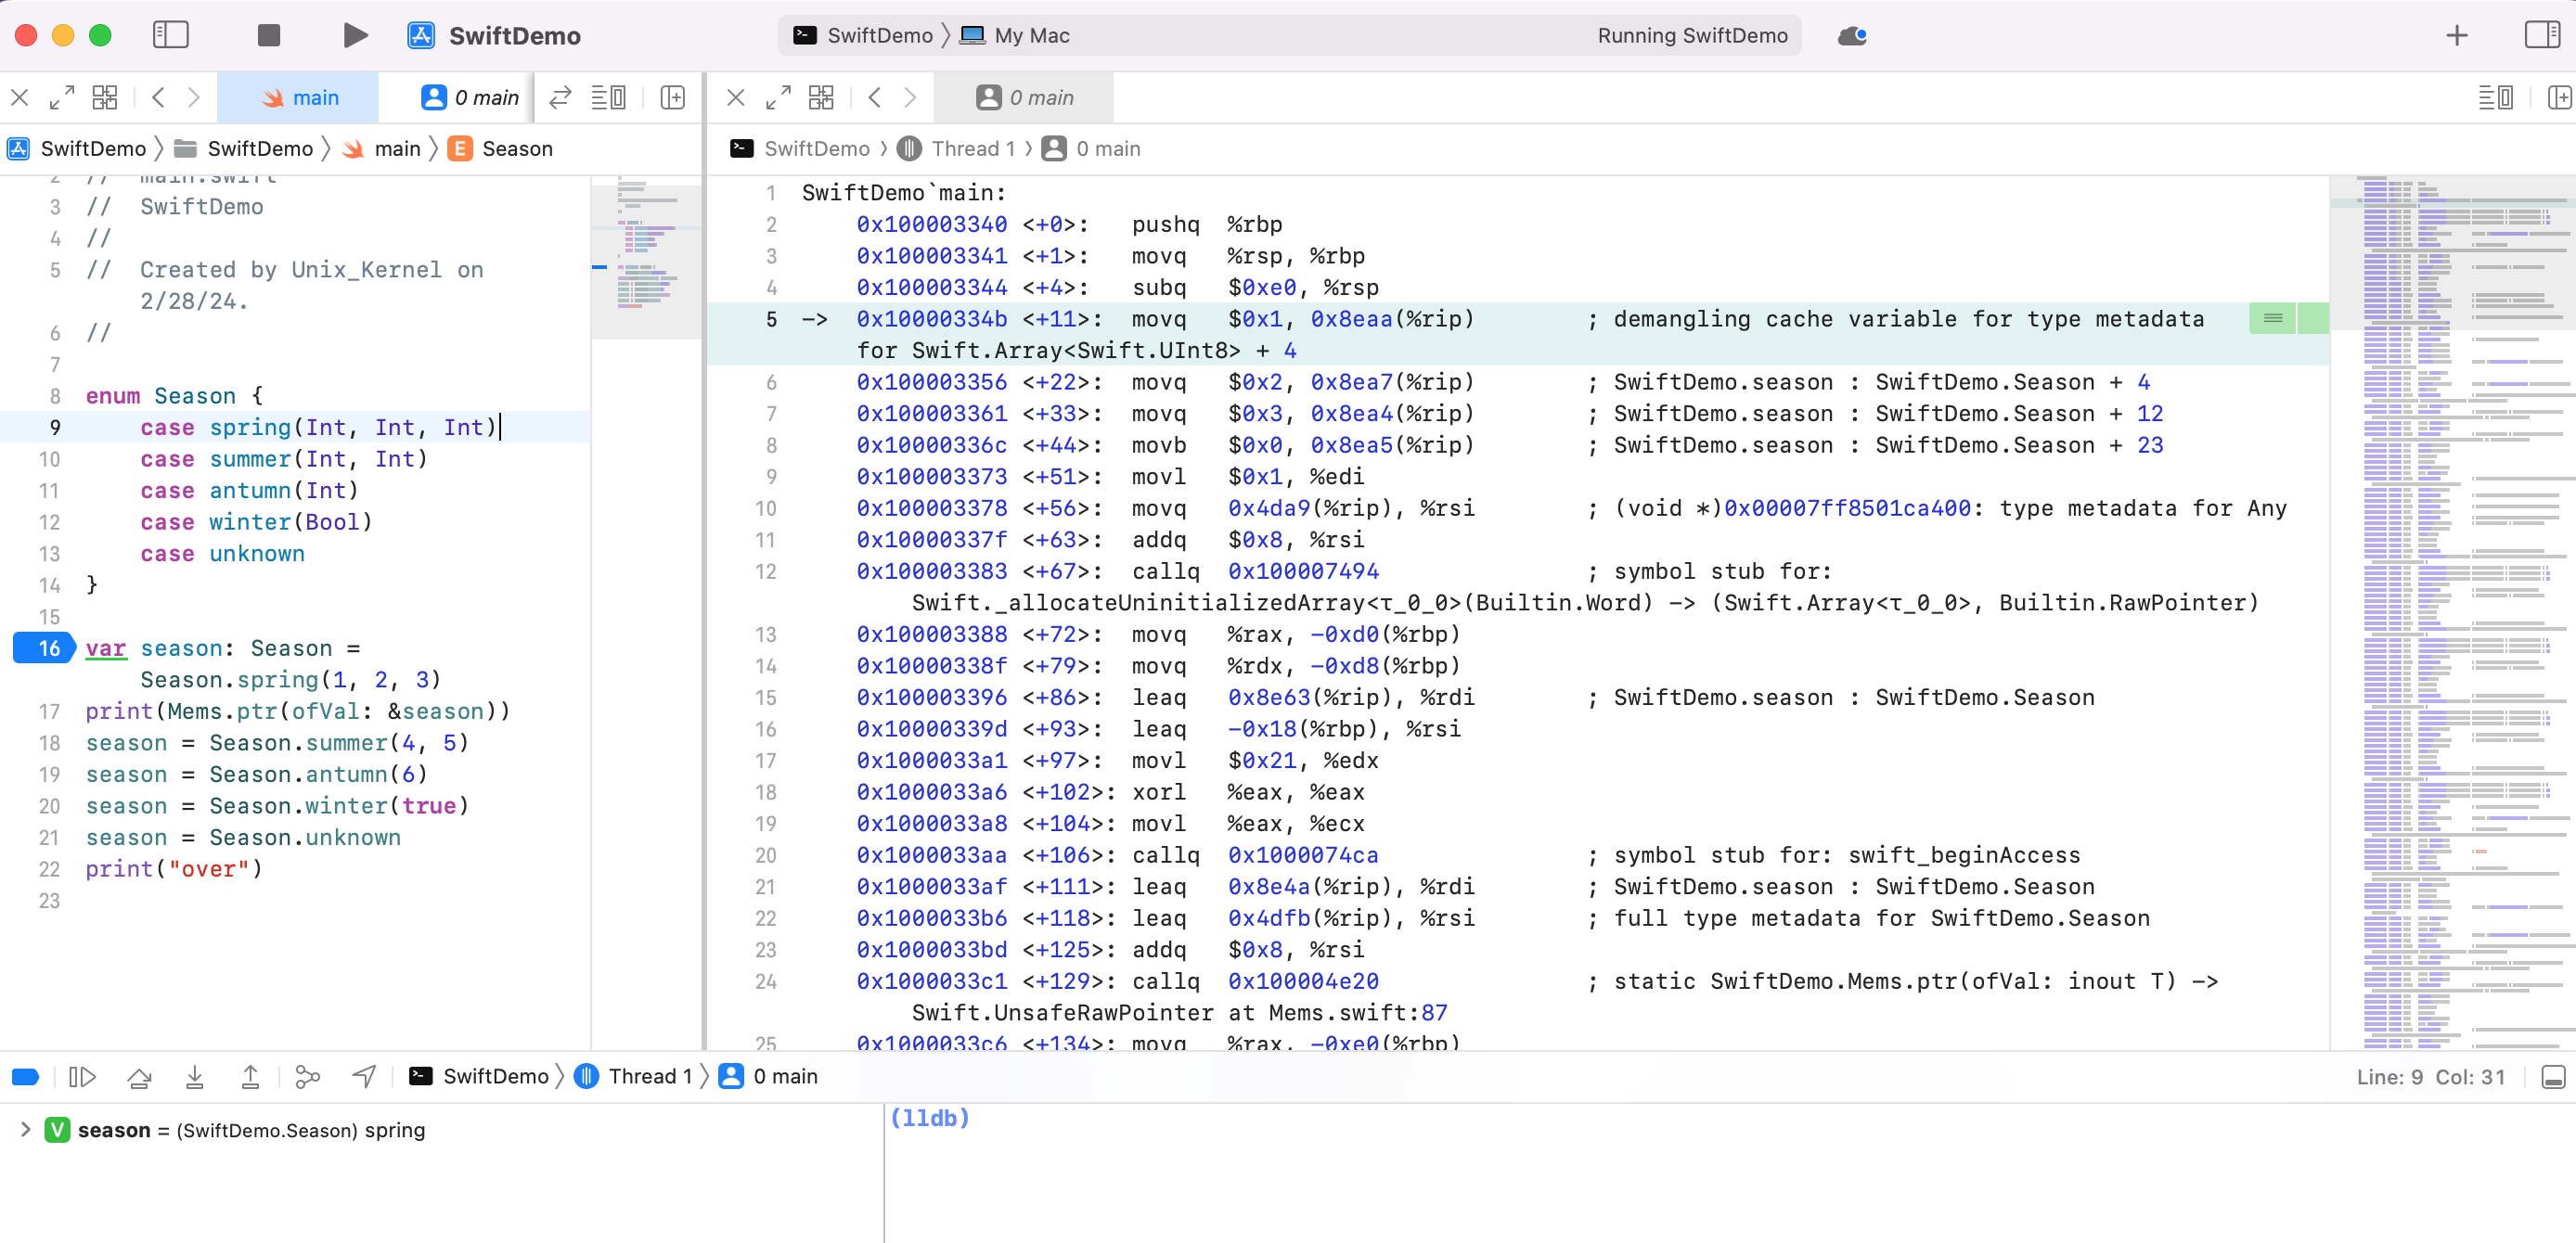 SwiftDemo
SwiftDemo 〉 My Mac
Running SwiftDemo
main
0 main
0 main
SwiftDemo 〉 SwiftDemo 〉 main 〉 E Season
SwiftDemo 〉 Thread 1 〉 0 main
2 // main.swift
3 // SwiftDemo
4 //
5 // Created by Unix_Kernel on
2/28/24.
6 //
7
8 enum Season {
9 case spring(Int, Int, Int)
10 case summer(Int, Int)
11 case antumn(Int)
12 case winter(Bool)
13 case unknown
14 }
15
16 var season: Season =
Season.spring(1, 2, 3)
17 print(Mems.ptr(ofVal: &season))
18 season = Season.summer(4, 5)
19 season = Season.antumn(6)
20 season = Season.winter(true)
21 season = Season.unknown
22 print("over")
23
1 SwiftDemo`main:
2 0x100003340 <+0>: pushq %rbp
3 0x100003341 <+1>: movq %rsp, %rbp
4 0x100003344 <+4>: subq $0xe0, %rsp
5 -> 0x10000334b <+11>: movq $0x1, 0x8eaa(%rip) ; demangling cache variable for type metadata
for Swift.Array<Swift.UInt8> + 4
6 0x100003356 <+22>: movq $0x2, 0x8ea7(%rip) ; SwiftDemo.season : SwiftDemo.Season + 4
7 0x100003361 <+33>: movq $0x3, 0x8ea4(%rip) ; SwiftDemo.season : SwiftDemo.Season + 12
8 0x10000336c <+44>: movb $0x0, 0x8ea5(%rip) ; SwiftDemo.season : SwiftDemo.Season + 23
9 0x100003373 <+51>: movl $0x1, %edi
10 0x100003378 <+56>: movq 0x4da9(%rip), %rsi ; (void *)0x00007ff8501ca400: type metadata for Any
11 0x10000337f <+63>: addq $0x8, %rsi
12 0x100003383 <+67>: callq 0x100007494 ; symbol stub for:
Swift._allocateUninitializedArray<τ_0_0>(Builtin.Word) -> (Swift.Array<τ_0_0>, Builtin.RawPointer)
13 0x100003388 <+72>: movq %rax, -0xd0(%rbp)
14 0x10000338f <+79>: movq %rdx, -0xd8(%rbp)
15 0x100003396 <+86>: leaq 0x8e63(%rip), %rdi ; SwiftDemo.season : SwiftDemo.Season
16 0x10000339d <+93>: leaq -0x18(%rbp), %rsi
17 0x1000033a1 <+97>: movl $0x21, %edx
18 0x1000033a6 <+102>: xorl %eax, %eax
19 0x1000033a8 <+104>: movl %eax, %ecx
20 0x1000033aa <+106>: callq 0x1000074ca ; symbol stub for: swift_beginAccess
21 0x1000033af <+111>: leaq 0x8e4a(%rip), %rdi ; SwiftDemo.season : SwiftDemo.Season
22 0x1000033b6 <+118>: leaq 0x4dfb(%rip), %rsi ; full type metadata for SwiftDemo.Season
23 0x1000033bd <+125>: addq $0x8, %rsi
24 0x1000033c1 <+129>: callq 0x100004e20 ; static SwiftDemo.Mems.ptr(ofVal: inout T) ->
Swift.UnsafeRawPointer at Mems.swift:87
25 0x1000033c6 <+134>: movq %rax, -0xe0(%rbp)
SwiftDemo 〉 Thread 1 〉 0 main
Line: 9 Col: 31
V season = (SwiftDemo.Season) spring
(lldb)